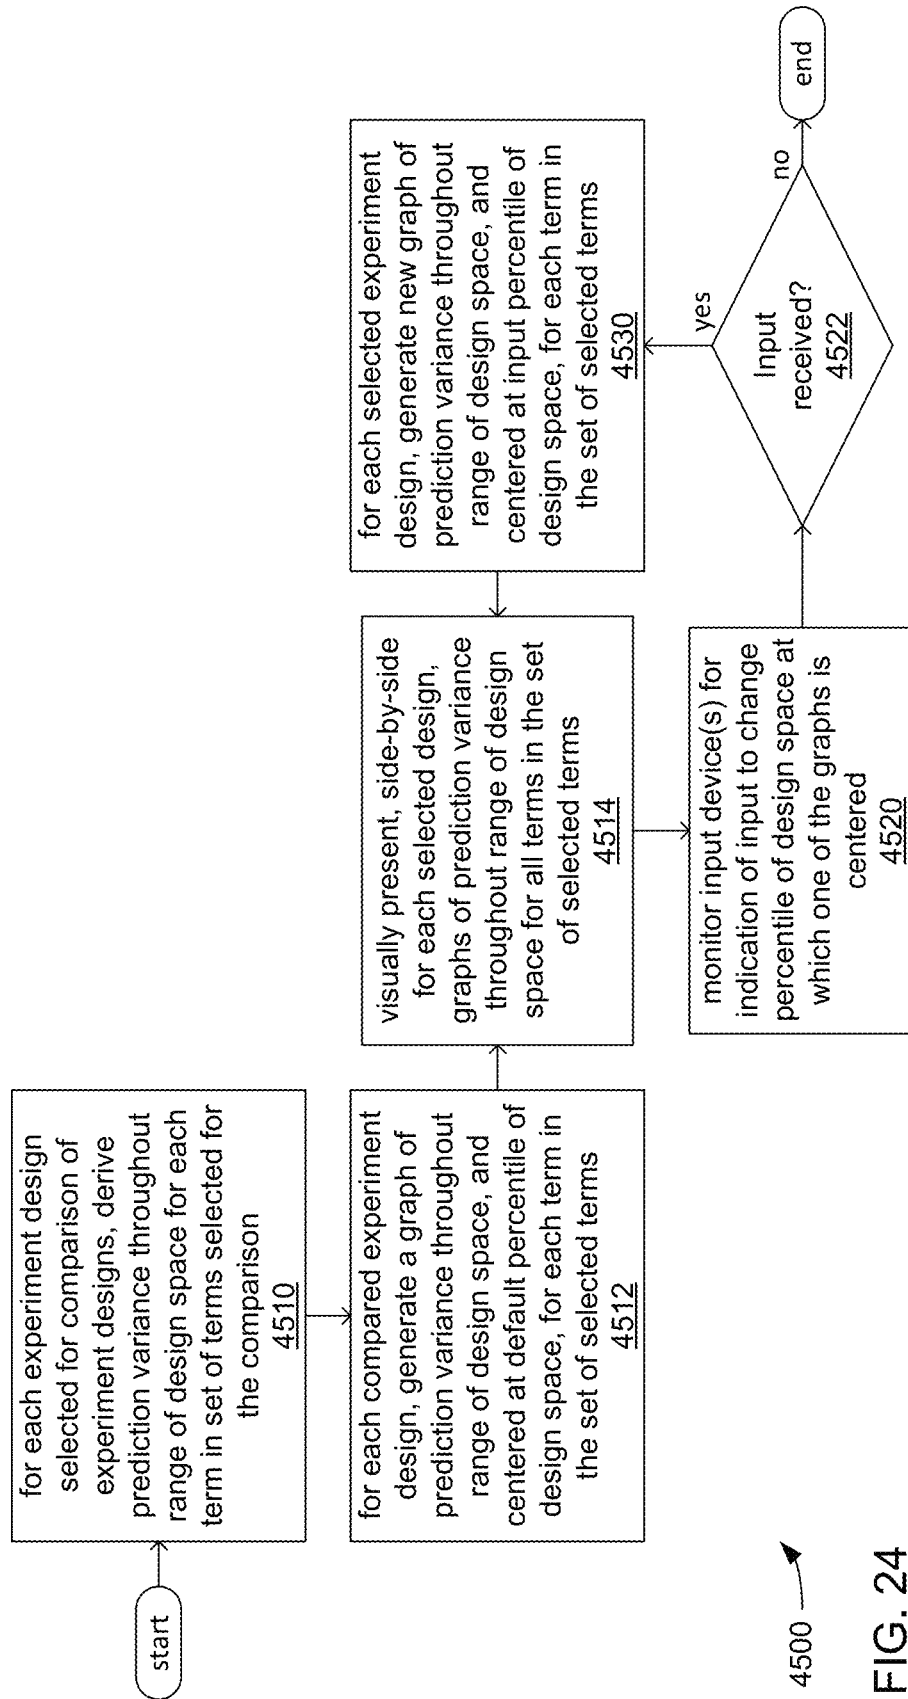 start
for each experiment design
selected for comparison of
experiment designs, derive
prediction variance throughout
range of design space for each
term in set of terms selected for
the comparison
4510
for each compared experiment
design, generate a graph of
prediction variance throughout
range of design space, and
centered at default percentile of
design space, for each term in
the set of selected terms
4512
visually present, side-by-side
for each selected design,
graphs of prediction variance
throughout range of design
space for all terms in the set
of selected terms
4514
monitor input device(s) for
indication of input to change
percentile of design space at
which one of the graphs is
centered
4520
Input
received?
4522
yes
no
end
for each selected experiment
design, generate new graph of
prediction variance throughout
range of design space, and
centered at input percentile of
design space, for each term in
the set of selected terms
4530
4500
FIG. 24